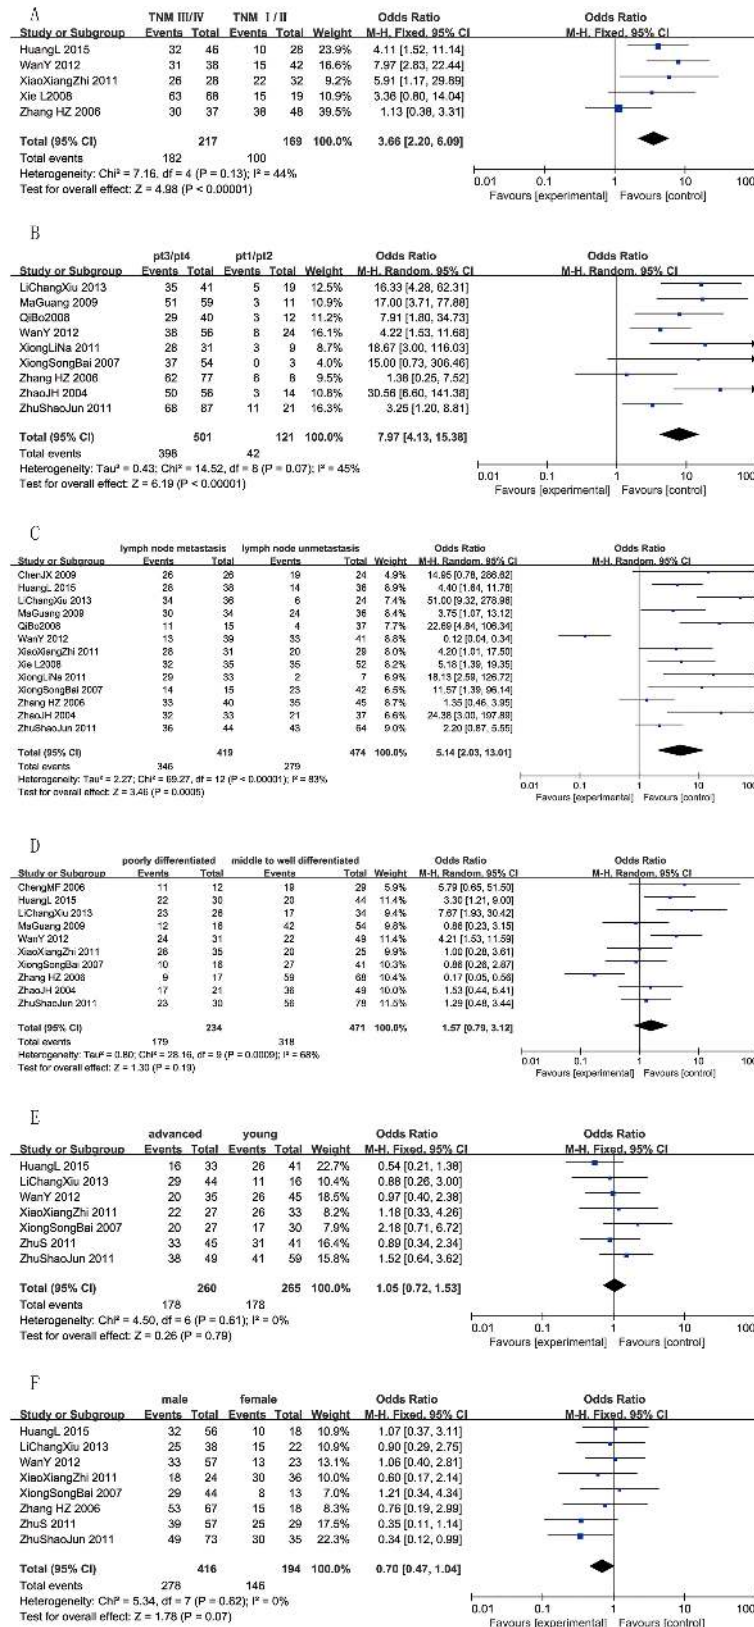 A
TNM III/IV TNM I/II Odds Ratio Odds Ratio
Study or Subgroup Events Total Events Total Weight M-H, Fixed, 95% CI M-H, Fixed, 95% CI
HuangL 2015 32 46 10 28 23.9% 4.11 [1.52, 11.14]
WanY 2012 31 38 15 42 16.6% 7.97 [2.83, 22.44]
XiaoXiangZhi 2011 26 28 22 32 9.2% 5.91 [1.17, 29.89]
Xie L2008 63 68 15 19 10.8% 3.36 [0.80, 14.04]
Zhang HZ 2006 30 37 38 48 39.5% 1.13 [0.38, 3.31]
Total (95% CI) 217 169 100.0% 3.66 [2.20, 6.09]
Total events 182 100
Heterogeneity: Chi² = 7.16, df = 4 (P = 0.13); I² = 44%
Test for overall effect: Z = 4.98 (P < 0.00001)
0.01 0.1 1 10 100
Favours [experimental] Favours [control]
B
pt3/pt4 pt1/pt2 Odds Ratio Odds Ratio
Study or Subgroup Events Total Events Total Weight M-H, Random, 95% CI M-H, Random, 95% CI
LiChangXiu 2013 35 41 5 19 12.5% 16.33 [4.28, 62.31]
MaGuang 2009 51 59 3 11 10.9% 17.00 [3.71, 77.88]
QiBo2008 29 40 3 12 11.2% 7.91 [1.80, 34.73]
WanY 2012 38 56 8 24 16.1% 4.22 [1.53, 11.68]
XiongLiNa 2011 28 31 3 9 8.7% 18.67 [3.00, 116.03]
XiongSongBai 2007 37 54 0 3 4.0% 15.00 [0.73, 306.46]
Zhang HZ 2006 62 77 6 8 9.5% 1.38 [0.25, 7.52]
ZhaoJH 2004 50 56 3 14 10.8% 30.56 [6.60, 141.38]
ZhuShaoJun 2011 68 87 11 21 16.3% 3.25 [1.20, 8.81]
Total (95% CI) 501 121 100.0% 7.97 [4.13, 15.38]
Total events 398 42
Heterogeneity: Tau² = 0.43; Chi² = 14.52, df = 8 (P = 0.07); I² = 45%
Test for overall effect: Z = 6.19 (P < 0.00001)
0.01 0.1 1 10 100
Favours [experimental] Favours [control]
C
lymph node metastasis lymph node unmetastasis Odds Ratio Odds Ratio
Study or Subgroup Events Total Events Total Weight M-H, Random, 95% CI M-H, Random, 95% CI
ChenJX 2009 26 26 19 24 4.9% 14.95 [0.78, 286.62]
HuangL 2015 28 38 14 36 8.7% 4.40 [1.64, 11.78]
LiChangXiu 2013 34 36 6 24 7.2% 51.00 [9.32, 278.98]
MaGuang 2009 30 34 24 36 8.2% 3.75 [1.07, 13.12]
QiBo2008 11 15 4 37 7.5% 22.69 [4.84, 106.34]
WanY 2012 13 39 33 41 8.8% 0.12 [0.04, 0.34]
XiaoXiangZhi 2011 28 31 20 29 7.8% 4.20 [1.01, 17.50]
Xie L2008 32 35 35 52 8.0% 5.18 [1.39, 19.35]
XiongLiNa 2011 29 33 2 7 6.7% 18.13 [2.59, 126.72]
XiongSongBai 2007 14 15 23 42 11.57 [1.39, 96.14]
Zhang HZ 2006 33 40 35 45 1.35 [0.46, 3.95]
ZhaoJH 2004 32 33 21 37 24.38 [3.00, 197.89]
ZhuShaoJun 2011 36 44 43 64 2.20 [0.87, 5.55]
Total (95% CI) 419 474 100.0% 5.14 [2.03, 13.01]
Total events 346 279
Heterogeneity: Tau² = 2.27; Chi² = 69.27, df = 12 (P < 0.00001); I² = 83%
Test for overall effect: Z = 3.46 (P = 0.0005)
0.01 0.1 1 10 100
Favours [experimental] Favours [control]
D
poorly differentiated middle to well differentiated Odds Ratio Odds Ratio
Study or Subgroup Events Total Events Total Weight M-H, Random, 95% CI M-H, Random, 95% CI
ChengMF 2006 11 12 19 29 5.9% 5.79 [0.65, 51.50]
HuangL 2015 22 30 20 44 11.4% 3.30 [1.21, 9.00]
LiChangXiu 2013 23 26 17 34 7.67 [1.93, 30.42]
MaGuang 2009 12 16 42 54 0.86 [0.23, 3.15]
WanY 2012 24 31 22 49 11.4% 4.21 [1.53, 11.59]
XiaoXiangZhi 2011 26 35 20 25 1.00 [0.28, 3.61]
XiongSongBai 2007 10 18 27 41 0.86 [0.26, 2.87]
Zhang HZ 2006 9 17 59 68 0.17 [0.05, 0.56]
ZhaoJH 2004 17 21 36 49 1.53 [0.44, 5.41]
ZhuShaoJun 2011 23 30 56 78 11.5% 1.29 [0.48, 3.44]
Total (95% CI) 234 471 100.0% 1.57 [0.79, 3.12]
Total events 179 318
Heterogeneity: Tau² = 0.80; Chi² = 28.16, df = 9 (P = 0.0009); I² = 68%
Test for overall effect: Z = 1.30 (P = 0.19)
0.01 0.1 1 10 100
Favours [experimental] Favours [control]
E
advanced young Odds Ratio Odds Ratio
Study or Subgroup Events Total Events Total Weight M-H, Fixed, 95% CI M-H, Fixed, 95% CI
HuangL 2015 16 33 26 41 22.7% 0.54 [0.21, 1.38]
LiChangXiu 2013 29 44 11 16 10.4% 0.88 [0.26, 3.00]
WanY 2012 20 35 26 45 18.5% 0.97 [0.40, 2.38]
XiaoXiangZhi 2011 22 27 26 33 8.2% 1.18 [0.33, 4.26]
XiongSongBai 2007 20 27 17 30 7.9% 2.18 [0.71, 6.72]
ZhuS 2011 33 45 31 41 16.4% 0.89 [0.34, 2.34]
ZhuShaoJun 2011 38 49 41 59 15.8% 1.52 [0.64, 3.62]
Total (95% CI) 260 265 100.0% 1.05 [0.72, 1.53]
Total events 178 178
Heterogeneity: Chi² = 4.50, df = 6 (P = 0.61); I² = 0%
Test for overall effect: Z = 0.26 (P = 0.79)
0.01 0.1 1 10 100
Favours [experimental] Favours [control]
F
male female Odds Ratio Odds Ratio
Study or Subgroup Events Total Events Total Weight M-H, Fixed, 95% CI M-H, Fixed, 95% CI
HuangL 2015 32 56 10 18 10.9% 1.07 [0.37, 3.11]
LiChangXiu 2013 25 38 15 22 10.9% 0.90 [0.29, 2.75]
WanY 2012 33 57 13 23 13.1% 1.06 [0.40, 2.81]
XiaoXiangZhi 2011 18 24 30 36 10.0% 0.60 [0.17, 2.14]
XiongSongBai 2007 29 44 8 13 7.0% 1.21 [0.34, 4.34]
Zhang HZ 2006 53 67 15 18 8.3% 0.76 [0.19, 2.99]
ZhuS 2011 39 57 25 29 17.5% 0.35 [0.11, 1.14]
ZhuShaoJun 2011 49 73 30 35 22.3% 0.34 [0.12, 0.99]
Total (95% CI) 416 194 100.0% 0.70 [0.47, 1.04]
Total events 278 146
Heterogeneity: Chi² = 5.34, df = 7 (P = 0.62); I² = 0%
Test for overall effect: Z = 1.78 (P = 0.07)
0.01 0.1 1 10 100
Favours [experimental] Favours [control]